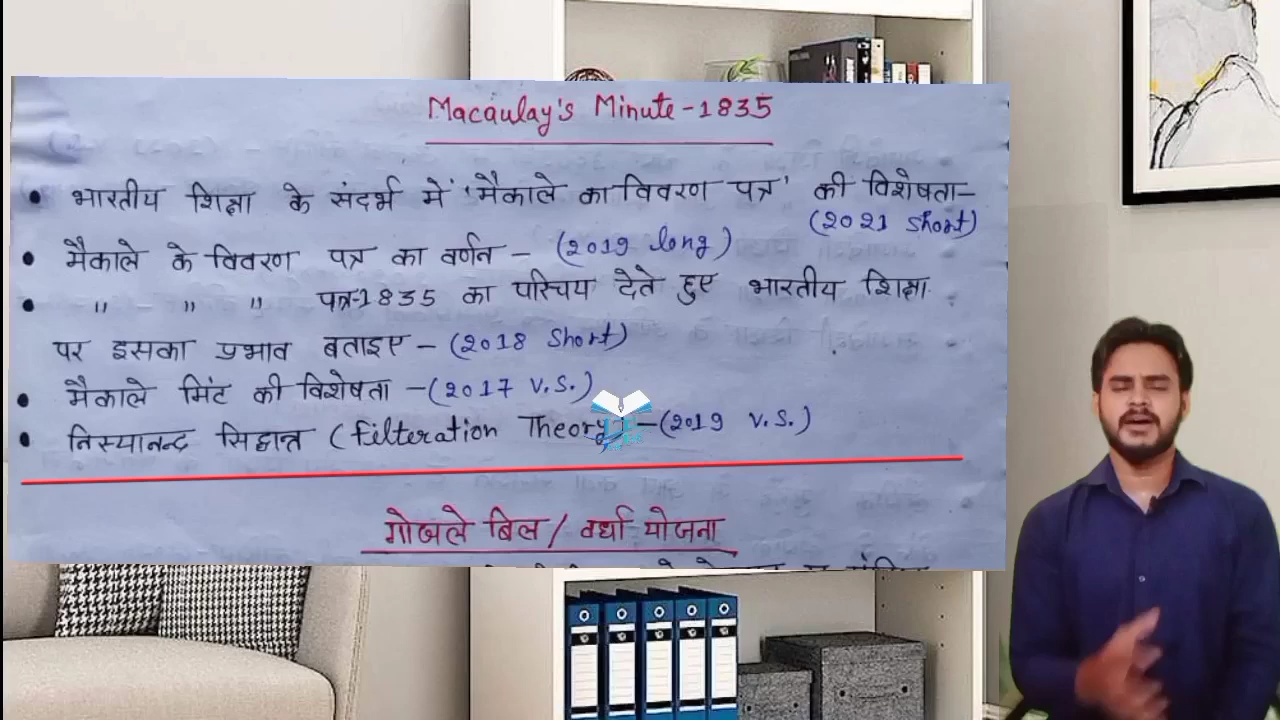 Macaulay's Minute - 1835
• भारतीय शिक्षा के संदर्भ में 'मैकाले का विवरण पत्र' की विशेषता -
(2021 Short)
• मैकाले के विवरण पत्र का वर्णन - (2019 long)
• " " " पत्र-1835 का परिचय देते हुए भारतीय शिक्षा
पर इसका प्रभाव बताइए - (2018 Short)
• मैकाले मिंट की विशेषता - (2017 V.S.)
• निस्यानन्द सिद्धान्त (Filteration Theory) - (2019 V.S.)
गोखले बिल / वर्धा योजना